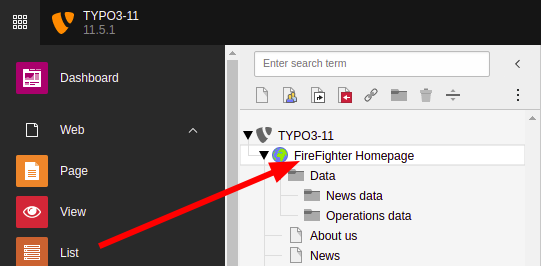 TYPO3-11
11.5.1
Dashboard
Web
Page
View
List
Enter search term
TYPO3-11
FireFighter Homepage
Data
News data
Operations data
About us
News